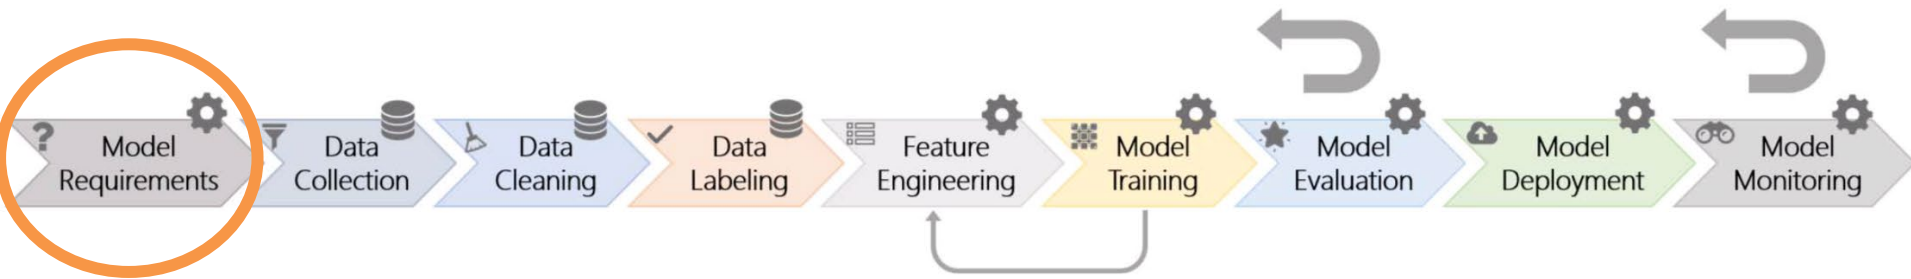 Model
Requirements
Data
Collection
Data
Cleaning
Data
Labeling
Feature
Engineering
Model
Training
Model
Evaluation
Model
Deployment
Model
Monitoring